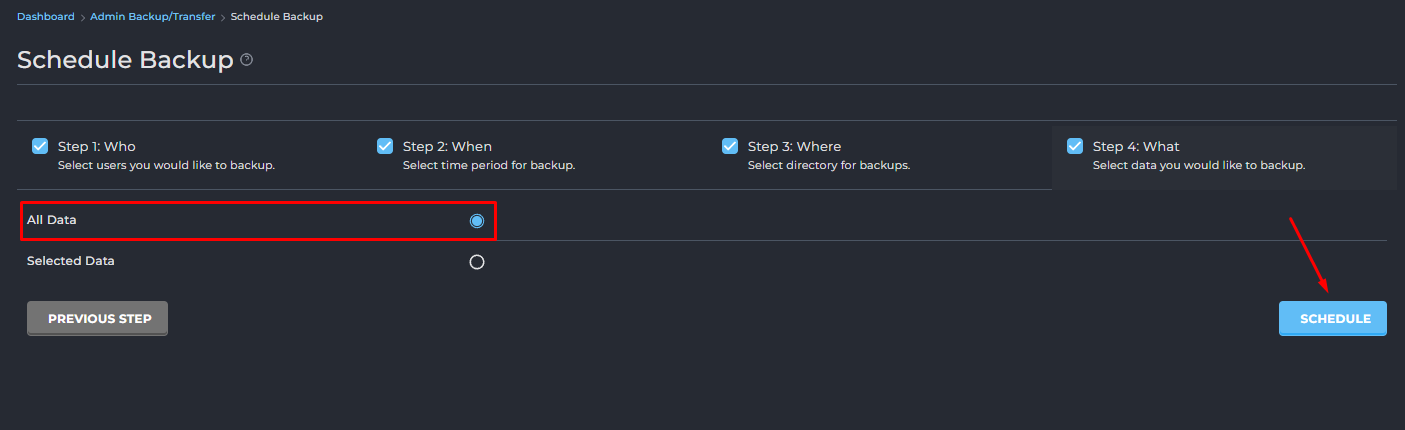 Dashboard > Admin Backup/Transfer > Schedule Backup
Schedule Backup ?
Step 1: Who
Select users you would like to backup.
Step 2: When
Select time period for backup.
Step 3: Where
Select directory for backups.
Step 4: What
Select data you would like to backup.
All Data
Selected Data
PREVIOUS STEP
SCHEDULE